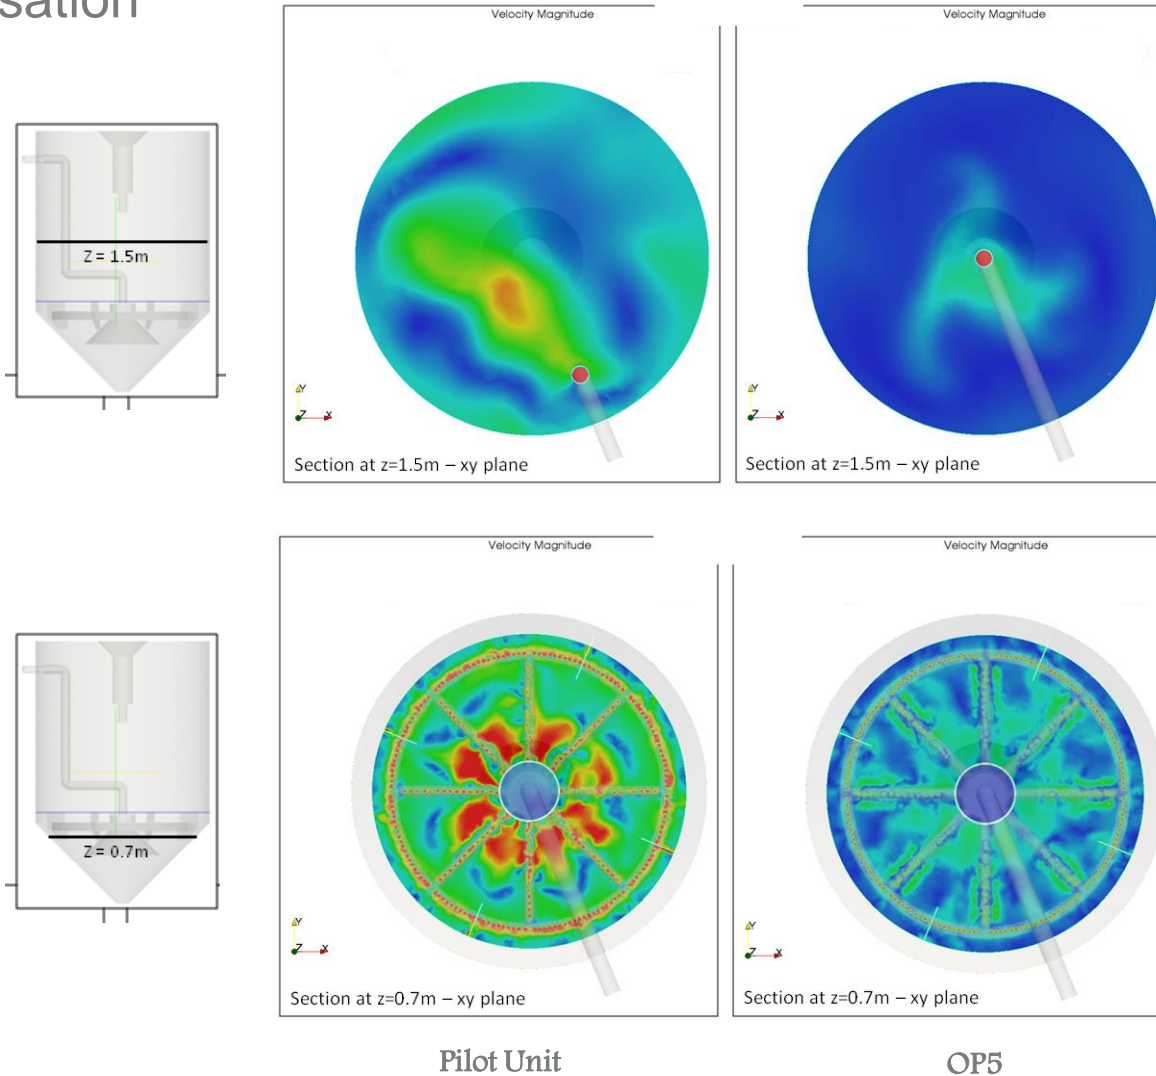 sation
Velocity Magnitude
Velocity Magnitude
Z = 1.5m
Y
Z X
Section at z=1.5m – xy plane
Y
Z X
Section at z=1.5m – xy plane
Velocity Magnitude
Velocity Magnitude
Z = 0.7m
Y
Z X
Section at z=0.7m – xy plane
Y
Z X
Section at z=0.7m – xy plane
Pilot Unit
OP5